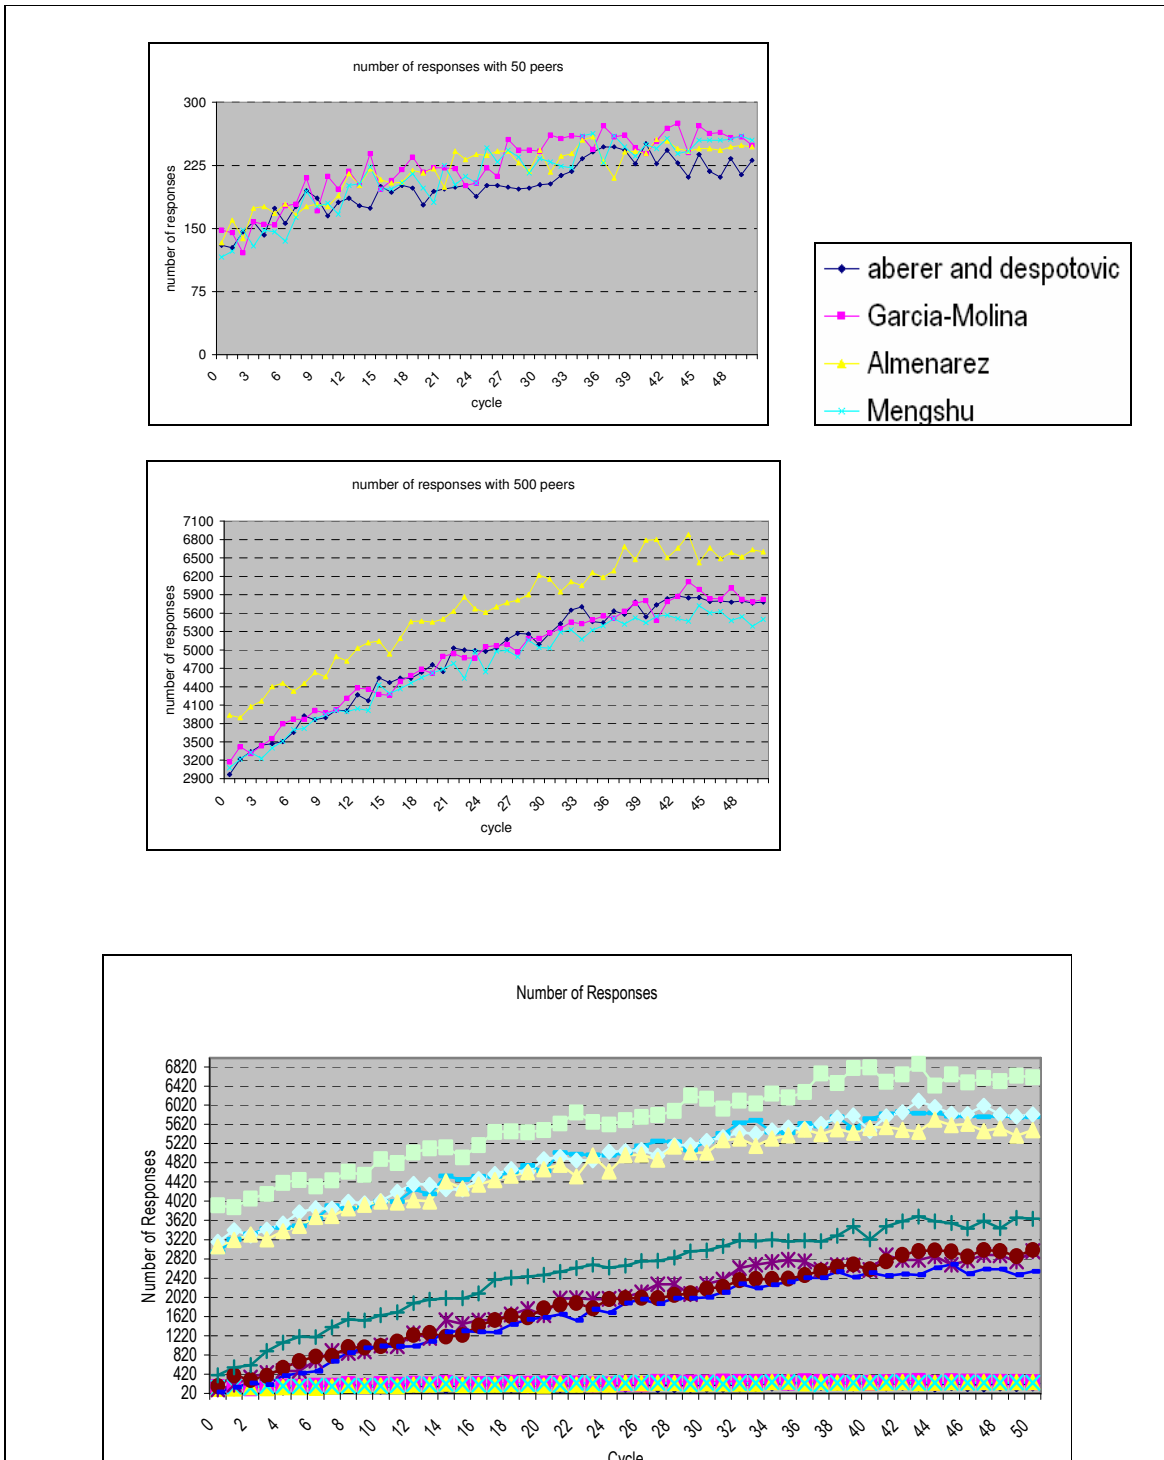 number of responses with 50 peers
300
225
150
75
0
number of responses
0 3 6 9 12 15 18 21 24 27 30 33 36 39 42 45 48
cycle
aberer and despotovic
Garcia-Molina
Almenarez
Mengshu
number of responses with 500 peers
7100
6800
6500
6200
5900
5600
5300
5000
4700
4400
4100
3800
3500
3200
2900
number of responses
0 3 6 9 12 15 18 21 24 27 30 33 36 39 42 45 48
cycle
Number of Responses
6820
6420
6020
5620
5220
4820
4420
4020
3620
3220
2820
2420
2020
1620
1220
820
420
20
Number of Responses
0 2 4 6 8 10 12 14 16 18 20 22 24 26 28 30 32 34 36 38 40 42 44 46 48 50
Cycle